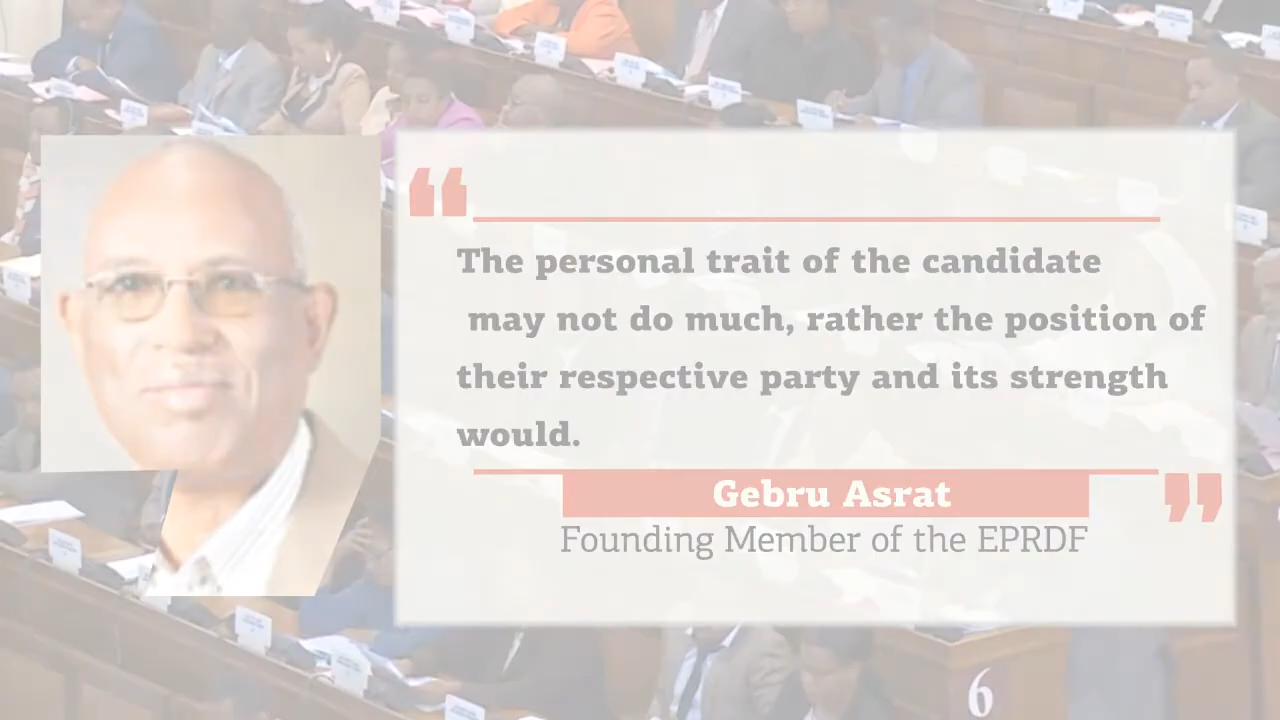 ❝
The personal trait of the candidate
may not do much, rather the position of
their respective party and its strength
would.
❞
Gebru Asrat
Founding Member of the EPRDF
6